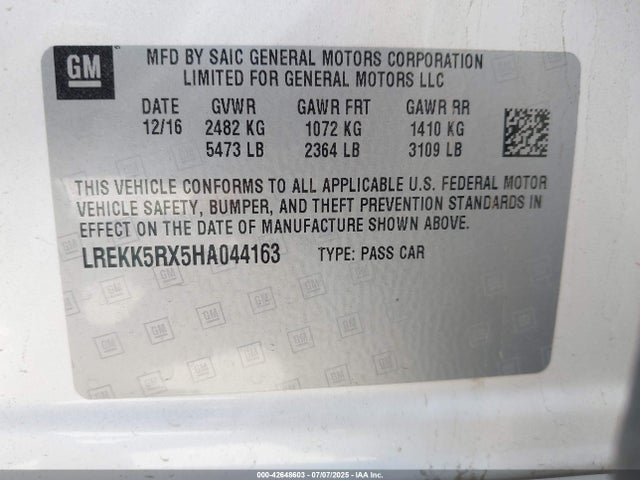 GM
MFD BY SAIC GENERAL MOTORS CORPORATION
LIMITED FOR GENERAL MOTORS LLC
DATE GVWR GAWR FRT GAWR RR
12/16 2482 KG 1072 KG 1410 KG
5473 LB 2364 LB 3109 LB
THIS VEHICLE CONFORMS TO ALL APPLICABLE U.S. FEDERAL MOTOR
VEHICLE SAFETY, BUMPER, AND THEFT PREVENTION STANDARDS IN
EFFECT ON THE DATE OF MANUFACTURE SHOWN ABOVE.
LREKK5RX5HA044163 TYPE: PASS CAR
000-42648603 - 07/07/2025 - IAA Inc.